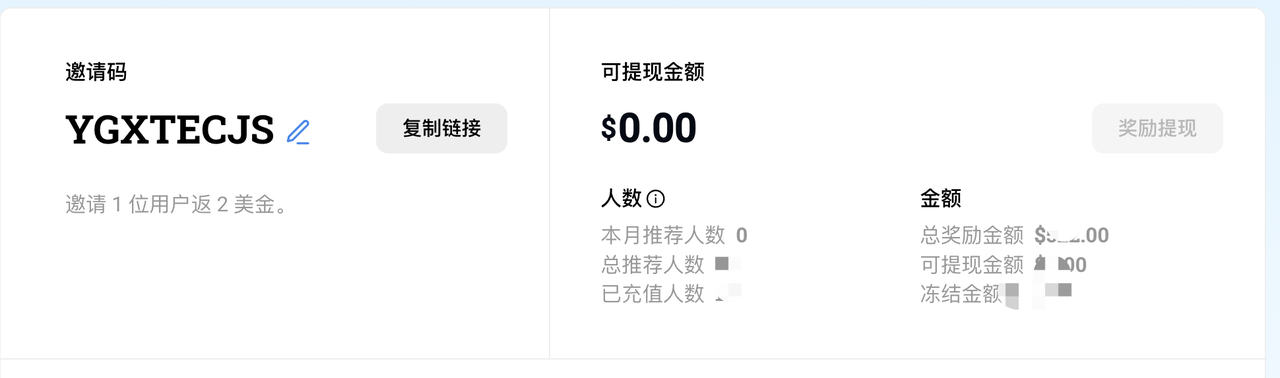 邀请码
YGXTECJS
复制链接
邀请 1 位用户返 2 美金。
可提现金额
$0.00
奖励提现
人数
本月推荐人数 0
总推荐人数
已充值人数
金额
总奖励金额
可提现金额
冻结金额